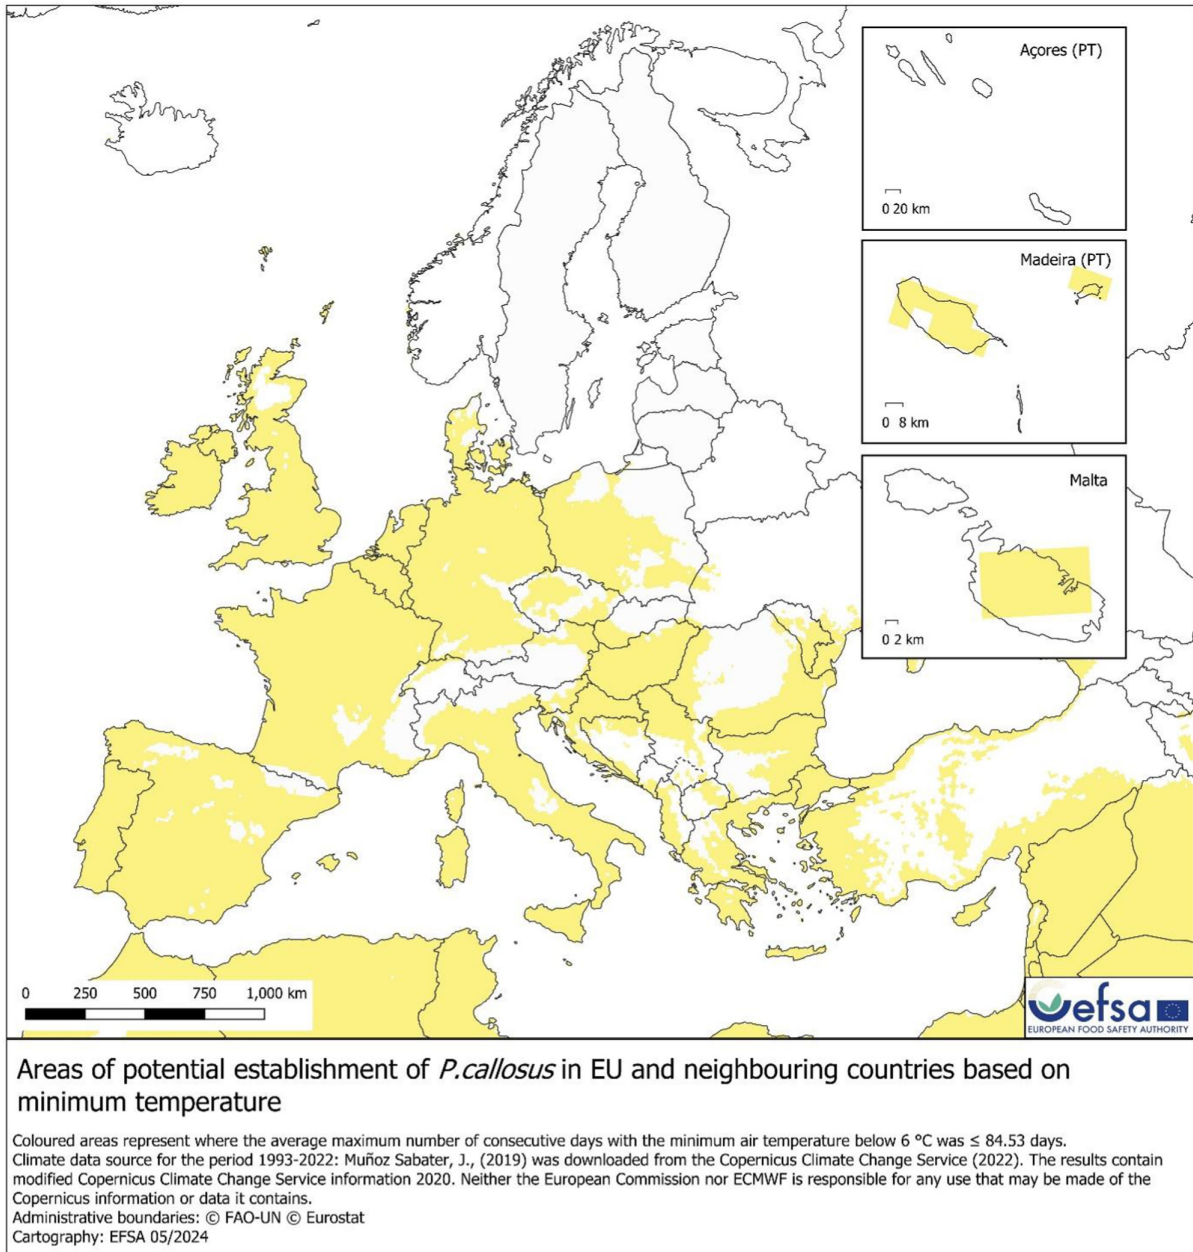 Açores (PT)
0 20 km
Madeira (PT)
0 8 km
Malta
0 2 km
0 250 500 750 1,000 km
efsa
EUROPEAN FOOD SAFETY AUTHORITY
Areas of potential establishment of P.callosus in EU and neighbouring countries based on
minimum temperature
Coloured areas represent where the average maximum number of consecutive days with the minimum air temperature below 6 °C was ≤ 84.53 days.
Climate data source for the period 1993-2022: Muñoz Sabater, J., (2019) was downloaded from the Copernicus Climate Change Service (2022). The results contain
modified Copernicus Climate Change Service information 2020. Neither the European Commission nor ECMWF is responsible for any use that may be made of the
Copernicus information or data it contains.
Administrative boundaries: © FAO-UN © Eurostat
Cartography: EFSA 05/2024